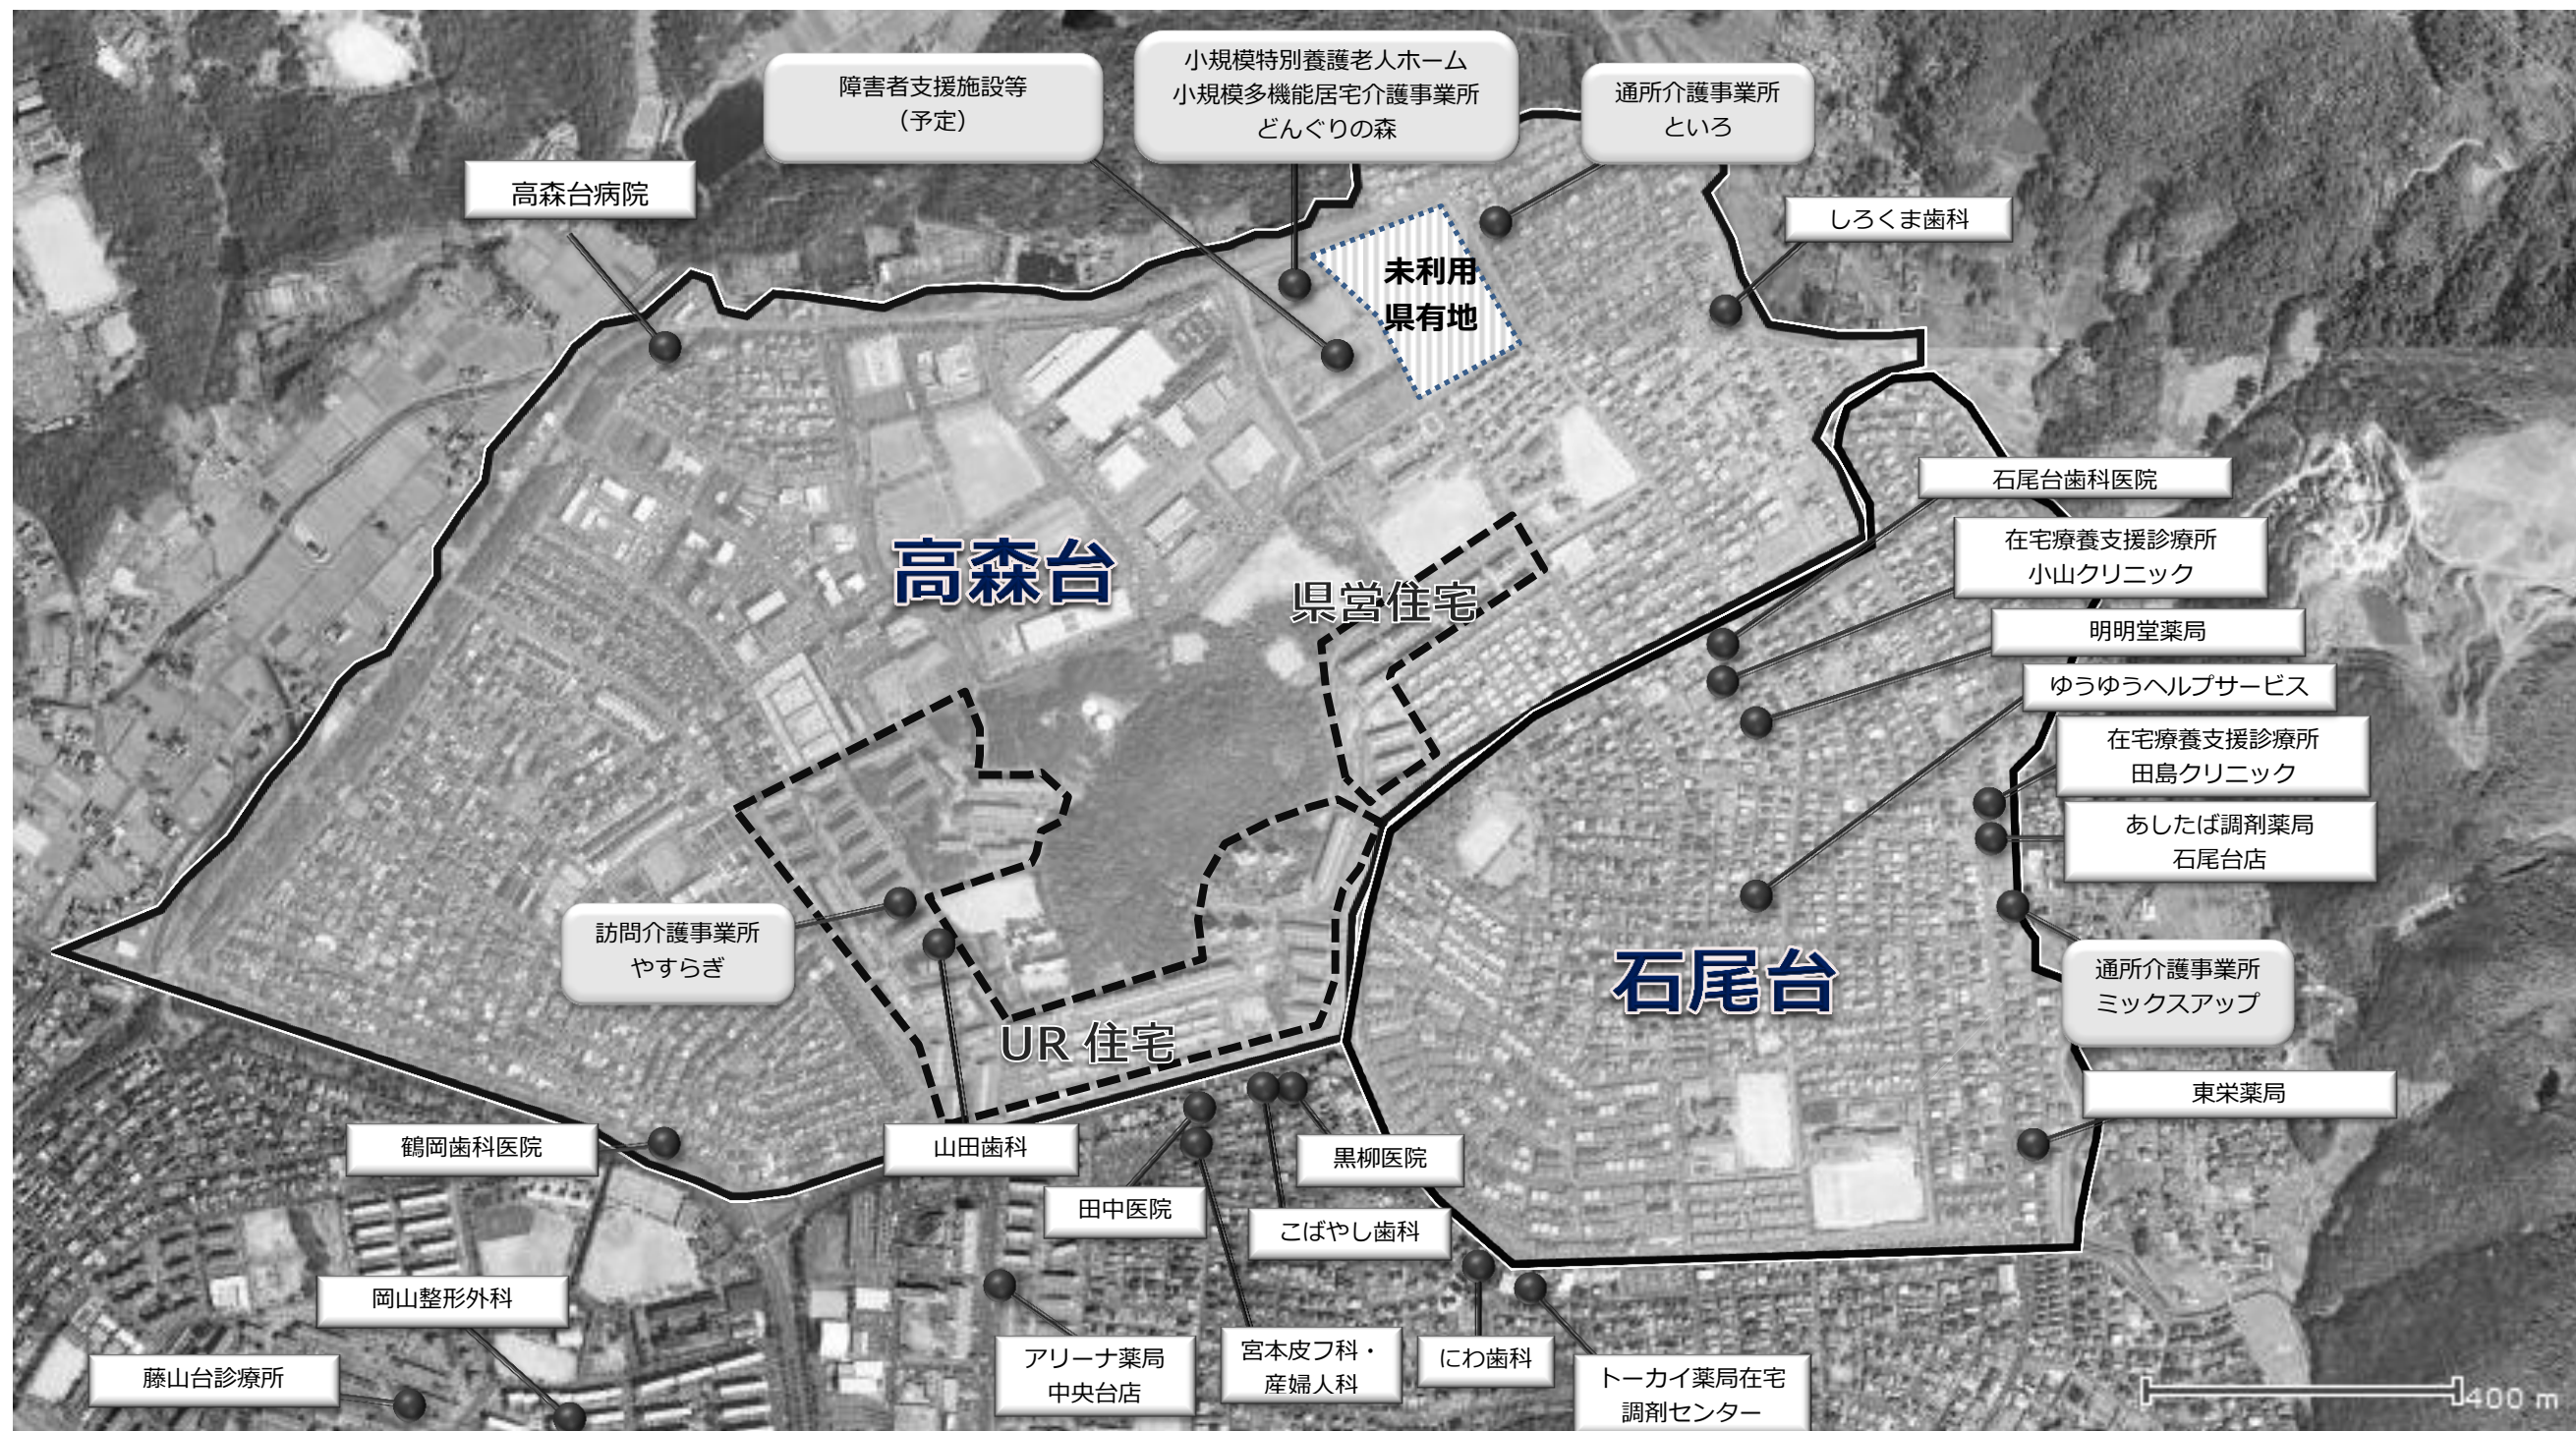 小規模特別養護老人ホーム
小規模多機能居宅介護事業所
どんぐりの森
障害者支援施設等
（予定）
通所介護事業所
といろ
高森台病院
しろくま歯科
未利用
県有地
石尾台歯科医院
在宅療養支援診療所
小山クリニック
高森台
県営住宅
明明堂薬局
ゆうゆうヘルプサービス
在宅療養支援診療所
田島クリニック
あしたば調剤薬局
石尾台店
訪問介護事業所
やすらぎ
石尾台
通所介護事業所
ミックスアップ
UR 住宅
東栄薬局
鶴岡歯科医院
山田歯科
黒柳医院
田中医院
こばやし歯科
岡山整形外科
藤山台診療所
アリーナ薬局
中央台店
宮本皮フ科・
産婦人科
にわ歯科
トーカイ薬局在宅
調剤センター
400 m